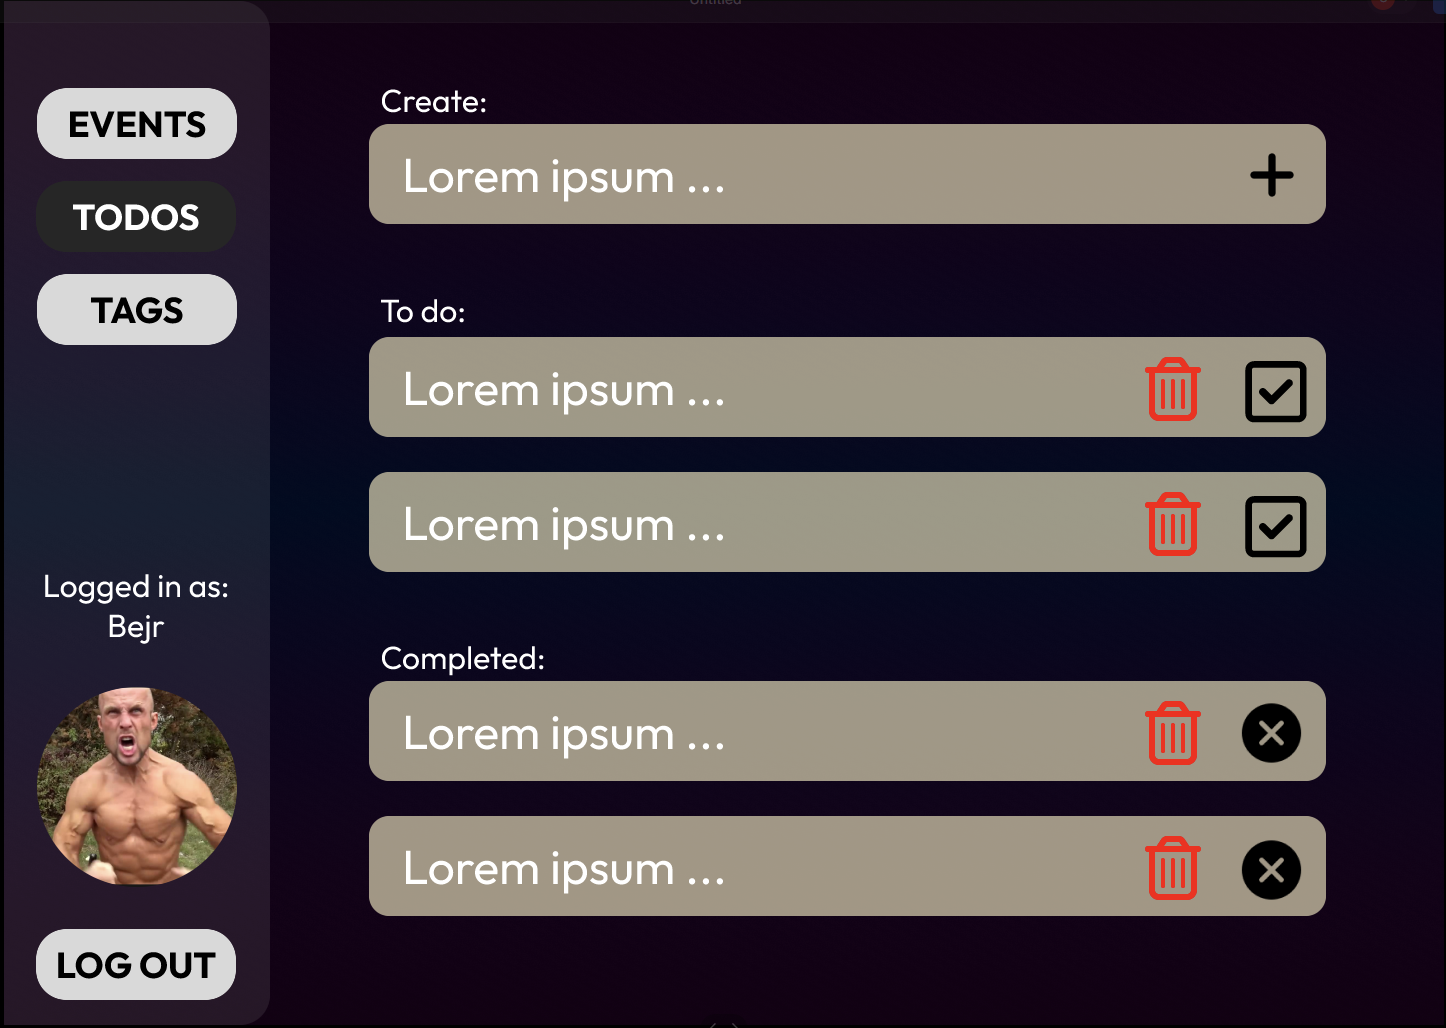 Untitled
EVENTS
TODOS
TAGS
Logged in as:
Bejr
LOG OUT
Create:
Lorem ipsum ...
To do:
Lorem ipsum ...
Lorem ipsum ...
Completed:
Lorem ipsum ...
Lorem ipsum ...